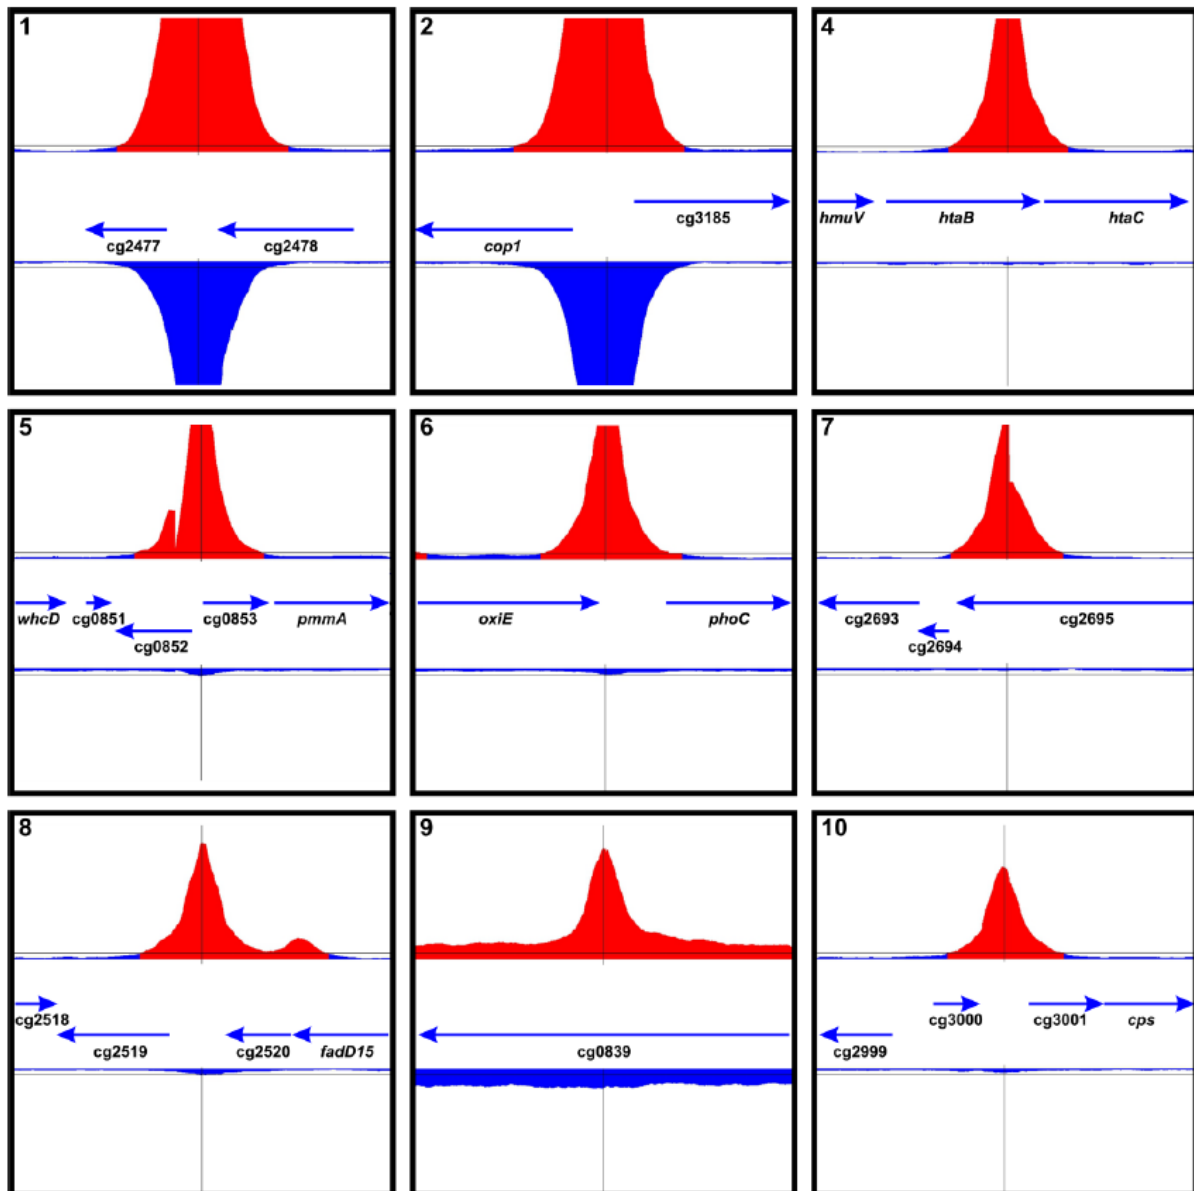 1
cg2477
cg2478
2
cg3185
cop1
4
hmuV htaB htaC
5
whcD cg0851 cg0853 pmmA
cg0852
6
oxiE phoC
7
cg2693 cg2695
cg2694
8
cg2518
cg2519 cg2520 fadD15
9
cg0839
10
cg3000 cg3001 cps
cg2999